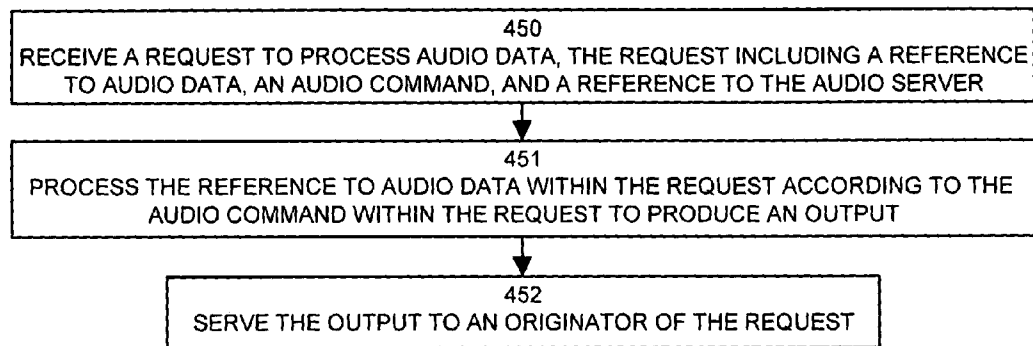 450
RECEIVE A REQUEST TO PROCESS AUDIO DATA, THE REQUEST INCLUDING A REFERENCE
TO AUDIO DATA, AN AUDIO COMMAND, AND A REFERENCE TO THE AUDIO SERVER
451
PROCESS THE REFERENCE TO AUDIO DATA WITHIN THE REQUEST ACCORDING TO THE
AUDIO COMMAND WITHIN THE REQUEST TO PRODUCE AN OUTPUT
452
SERVE THE OUTPUT TO AN ORIGINATOR OF THE REQUEST